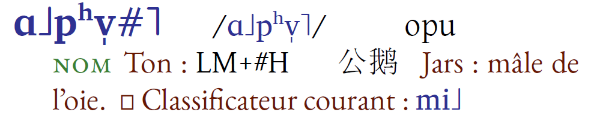 ɑ˩pʰv̩#˥ /ɑ˩pʰv̩˥/ opu
NOM Ton : LM+#H 公鹅 Jars : mâle de
l’oie. □ Classificateur courant : mi˩